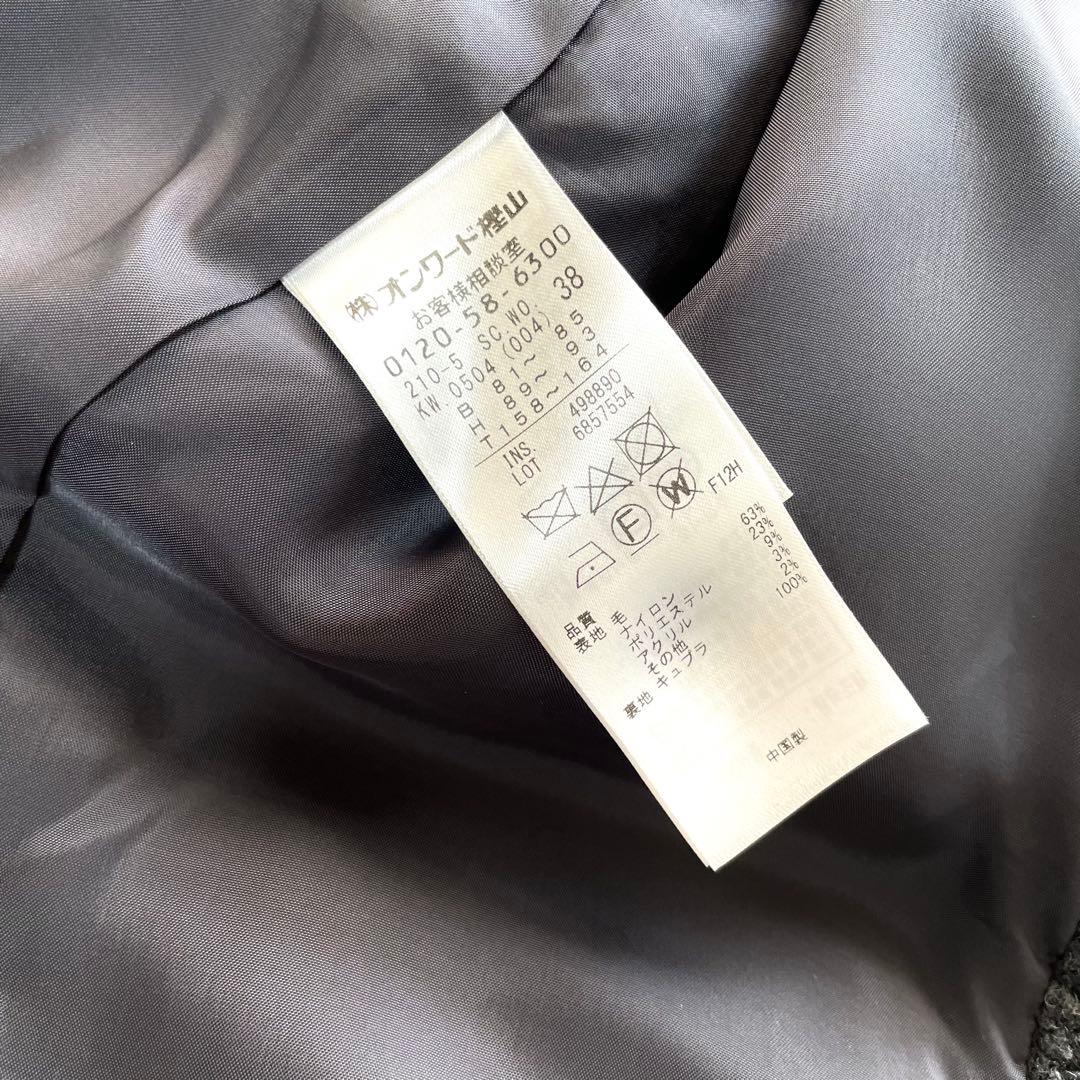 ㈱オンワード樫山
お客様相談室
0120-58-6300
210-5 SC.WO. 38
KW 0504 (004)
B 81～ 85
H 89～ 93
T158～164
INS. 498890
LOT 6857554
F W F12H
品質
表地 毛 63%
ナイロン 23%
ポリエステル 9%
アクリル 3%
その他 2%
裏地 キュプラ 100%
中国製